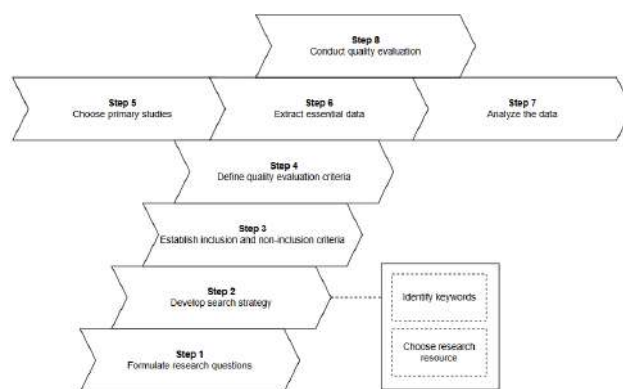 Step 8
Conduct quality evaluation
Step 5
Choose primary studies
Step 6
Extract essential data
Step 7
Analyze the data
Step 4
Define quality evaluation criteria
Step 3
Establish inclusion and non-inclusion criteria
Step 2
Develop search strategy
Identify keywords
Choose research
resource
Step 1
Formulate research questions